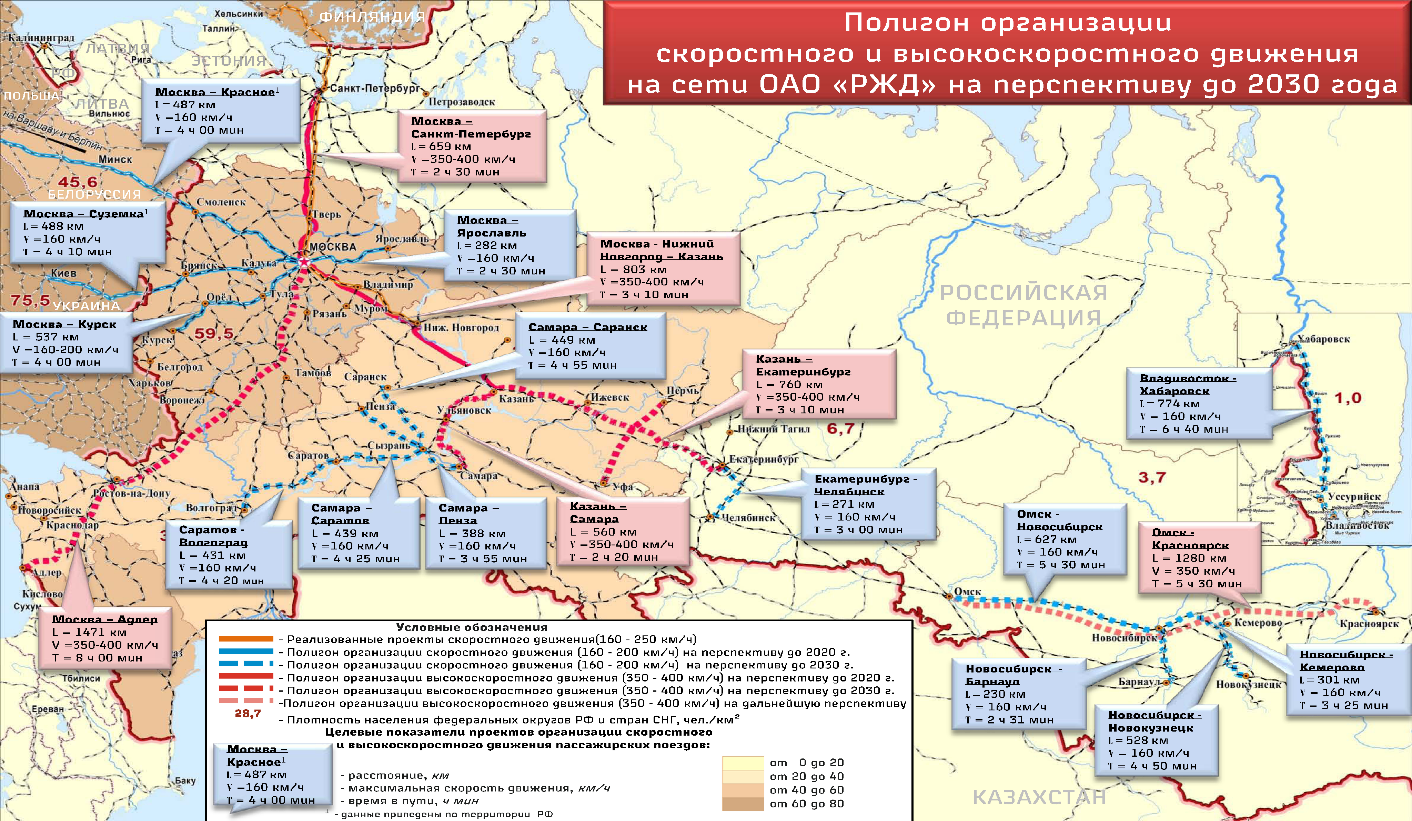 Полигон организации
скоростного и высокоскоростного движения
на сети ОАО «РЖД» на перспективу до 2030 года
Хельсинки
ФИНЛЯНДИЯ
Таллин
Калининград
ЛАТВИЯ
Рига
ЭСТОНИЯ
РФ
ПОЛЬША
ЛИТВА
Вильнюс
на Варшаву и Берлин
Минск
45,6
БЕЛОРУССИЯ
Санкт-Петербург
Петрозаводск
Москва – Красное¹
L = 487 км
V =160 км/ч
T = 4 ч 00 мин
Москва –
Санкт-Петербург
L = 659 км
V =350-400 км/ч
T = 2 ч 30 мин
Москва – Суземка¹
L = 488 км
V =160 км/ч
T = 4 ч 10 мин
Смоленск
Тверь
МОСКВА
Ярославль
Москва –
Ярославль
L = 282 км
V =160 км/ч
T = 2 ч 30 мин
Москва - Нижний
Новгород – Казань
L = 803 км
V =350-400 км/ч
T = 3 ч 10 мин
Киев
75,5
УКРАИНА
Брянск
Калуга
Орёл
Тула
Владимир
Муром
Рязань
Ниж. Новгород
59,5
Москва – Курск
L = 537 км
V =160-200 км/ч
T = 4 ч 00 мин
Курск
Белгород
Харьков
Воронеж
Тамбов
Самара – Саранск
L = 449 км
V =160 км/ч
T = 4 ч 55 мин
Саранск
Пенза
Ульяновск
Казань
Ижевск
Пермь
Казань –
Екатеринбург
L = 760 км
V =350-400 км/ч
T = 3 ч 10 мин
Нижний Тагил
6,7
Екатеринбург
Сызрань
Саратов
Самара
Уфа
Челябинск
Волгоград
РОССИЙСКАЯ
ФЕДЕРАЦИЯ
Хабаровск
Владивосток -
Хабаровск
L = 774 км
V = 160 км/ч
T = 6 ч 40 мин
1,0
3,7
Уссурийск
Владивосток
Анапа
Новороссийск
Ростов-на-Дону
Краснодар
Адлер
Кислово
Сухум
Саратов -
Волгоград
L = 431 км
V =160 км/ч
T = 4 ч 20 мин
Самара –
Саратов
L = 439 км
V =160 км/ч
T = 4 ч 25 мин
Самара –
Пенза
L = 388 км
V =160 км/ч
T = 3 ч 55 мин
Казань –
Самара
L = 560 км
V =350-400 км/ч
T = 2 ч 20 мин
Екатеринбург -
Челябинск
L =271 км
V = 160 км/ч
T = 3 ч 00 мин
Омск -
Новосибирск
L = 627 км
V = 160 км/ч
T = 5 ч 30 мин
Омск -
Красноярск
L = 1280 км
V = 350 км/ч
T = 5 ч 30 мин
Москва – Адлер
L = 1471 км
V =350-400 км/ч
T = 8 ч 00 мин
Тбилиси
Ереван
Баку
Омск
Новосибирск
Кемерово
Красноярск
Барнаул
Новокузнецк
Новосибирск -
Барнаул
L = 230 км
V = 160 км/ч
T = 2 ч 31 мин
Новосибирск -
Кемерово
L = 301 км
V = 160 км/ч
T = 3 ч 25 мин
Новосибирск -
Новокузнецк
L = 528 км
V = 160 км/ч
T = 4 ч 50 мин
КАЗАХСТАН
Условные обозначения
- Реализованные проекты скоростного движения(160 - 250 км/ч)
- Полигон организации скоростного движения (160 - 200 км/ч) на перспективу до 2020 г.
- Полигон организации скоростного движения (160 - 200 км/ч) на перспективу до 2030 г.
- Полигон организации высокоскоростного движения (350 - 400 км/ч) на перспективу до 2020 г.
- Полигон организации высокоскоростного движения (350 - 400 км/ч) на перспективу до 2030 г.
-Полигон организации высокоскоростного движения (350 - 400 км/ч) на дальнейшую перспективу
28,7 - Плотность населения федеральных округов РФ и стран СНГ, чел./км²
Целевые показатели проектов организации скоростного
и высокоскоростного движения пассажирских поездов:
Москва –
Красное¹
L = 487 км
V =160 км/ч
T = 4 ч 00 мин
- расстояние, км
- максимальная скорость движения, км/ч
- время в пути, ч мин
¹ - данные приведены по территории РФ
от 0 до 20
от 20 до 40
от 40 до 60
от 60 до 80